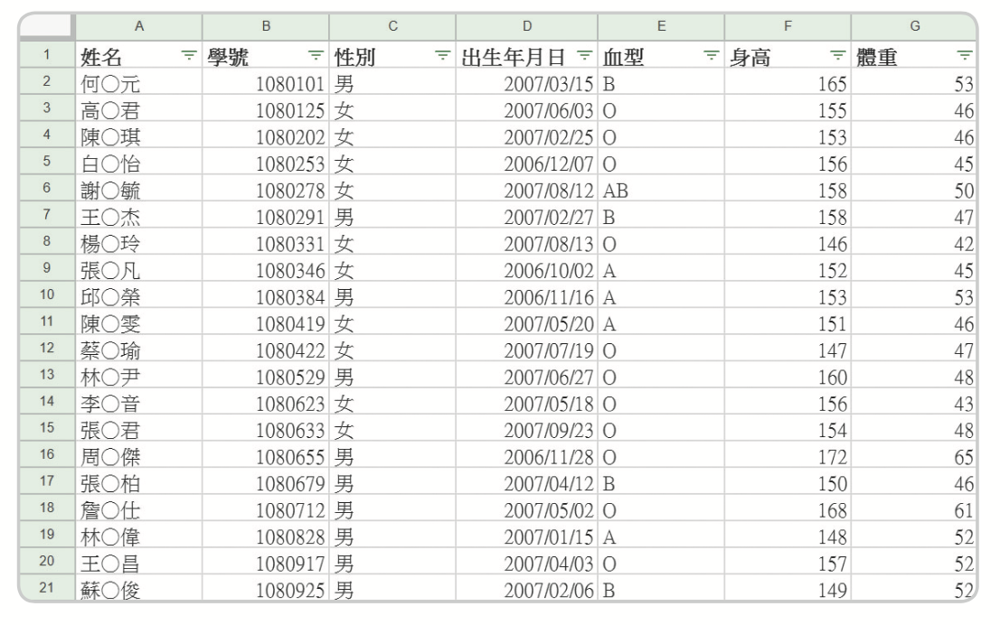 A B C D E F G
1 姓名 學號 性別 出生年月日 血型 身高 體重
2 何○元 1080101 男 2007/03/15 B 165 53
3 高○君 1080125 女 2007/06/03 O 155 46
4 陳○琪 1080202 女 2007/02/25 O 153 46
5 白○怡 1080253 女 2006/12/07 O 156 45
6 謝○毓 1080278 女 2007/08/12 AB 158 50
7 王○杰 1080291 男 2007/02/27 B 158 47
8 楊○玲 1080331 女 2007/08/13 O 146 42
9 張○凡 1080346 女 2006/10/02 A 152 45
10 邱○榮 1080384 男 2006/11/16 A 153 53
11 陳○雯 1080419 女 2007/05/20 A 151 46
12 蔡○瑜 1080422 女 2007/07/19 O 147 47
13 林○尹 1080529 男 2007/06/27 O 160 48
14 李○音 1080623 女 2007/05/18 O 156 43
15 張○君 1080633 女 2007/09/23 O 154 48
16 周○傑 1080655 男 2006/11/28 O 172 65
17 張○柏 1080679 男 2007/04/12 B 150 46
18 詹○仕 1080712 男 2007/05/02 O 168 61
19 林○偉 1080828 男 2007/01/15 A 148 52
20 王○昌 1080917 男 2007/04/03 O 157 52
21 蘇○俊 1080925 男 2007/02/06 B 149 52